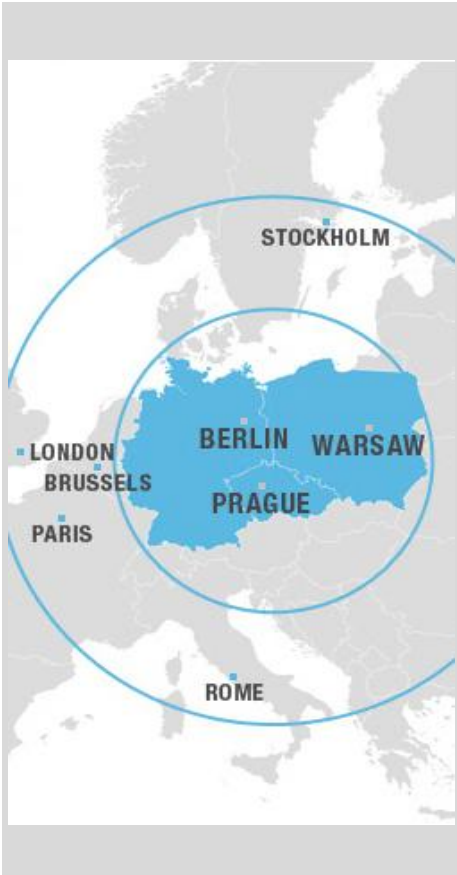 STOCKHOLM
BERLIN
WARSAW
LONDON
BRUSSELS
PRAGUE
PARIS
ROME